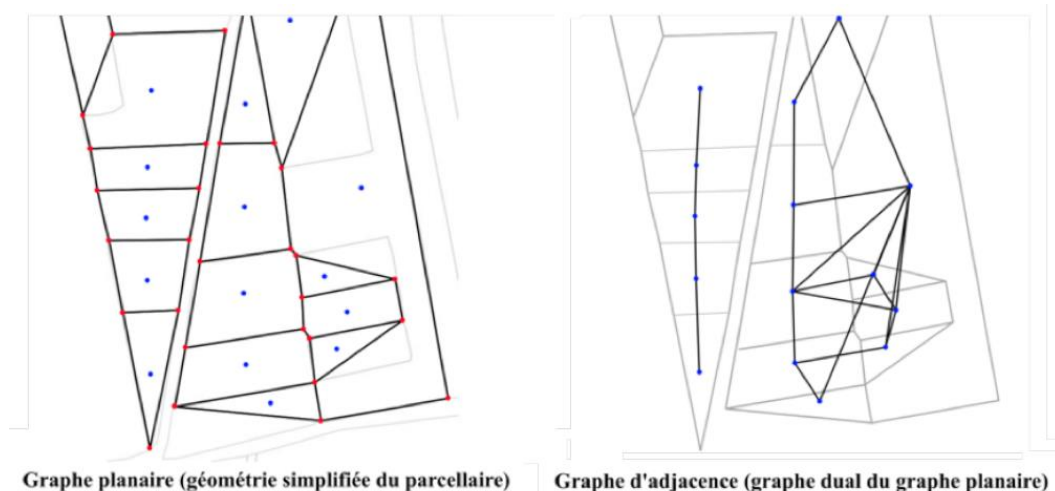 Graphe planaire (géométrie simplifiée du parcellaire)
Graphe d'adjacence (graphe dual du graphe planaire)